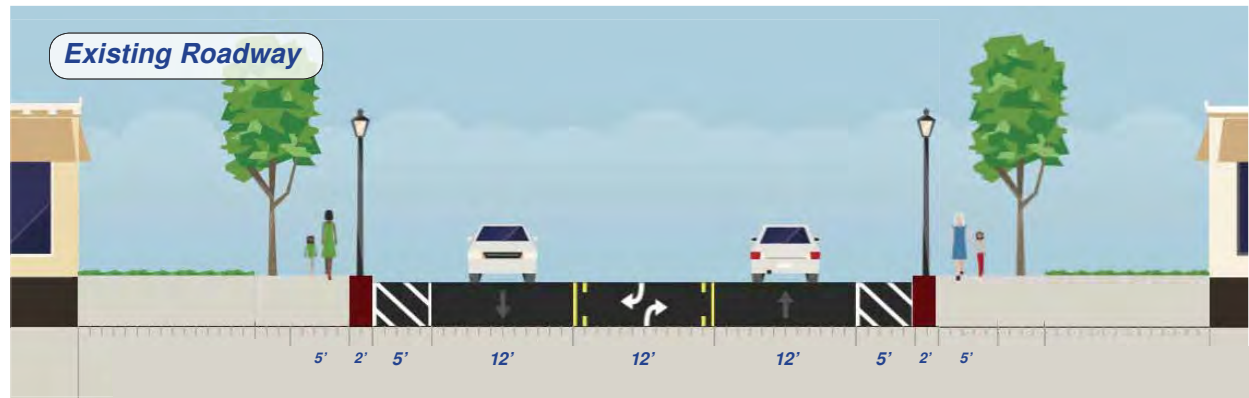 Existing Roadway
5’ 2’ 5’ 12’ 12’ 12’ 5’ 2’ 5’